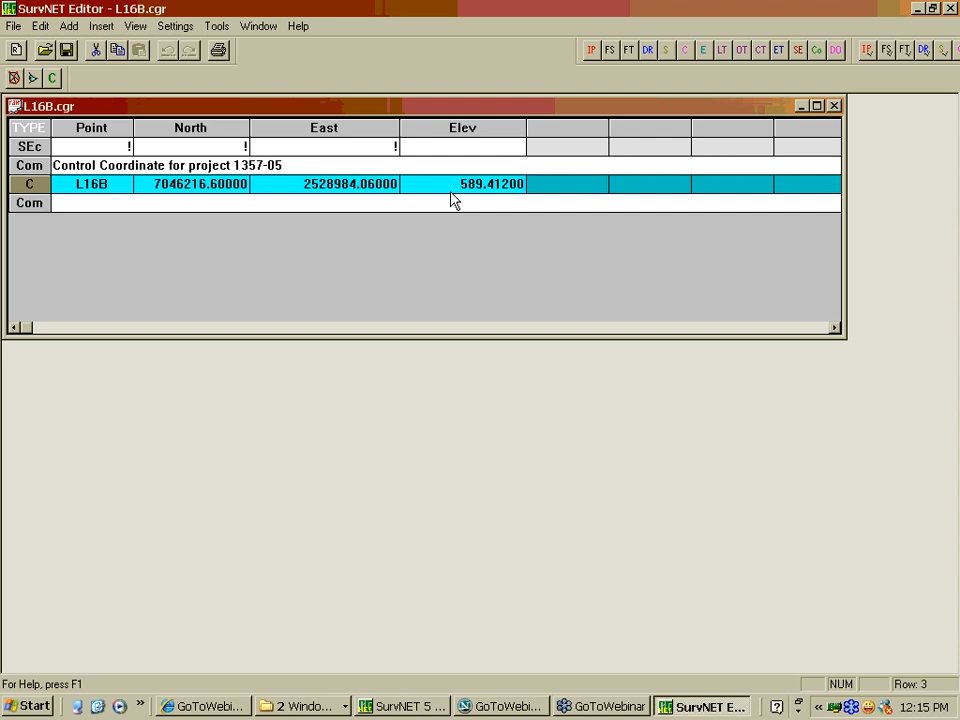 SurvNET Editor - L16B.cgr
File Edit Add Insert View Settings Tools Window Help
IP FS FT DR S C E LT OT CT ET SE Co DO IP FS FT DR S
C
L16B.cgr
TYPE Point North East Elev
SEc ! ! !
Com Control Coordinate for project 1357-05
C L16B 7046216.60000 2528984.06000 589.41200
Com
For Help, press F1 NUM Row: 3
Start » GoToWebi... 2 Windo... SurvNET 5 ... GoToWebi... GoToWebinar SurvNET E... « 12:15 PM